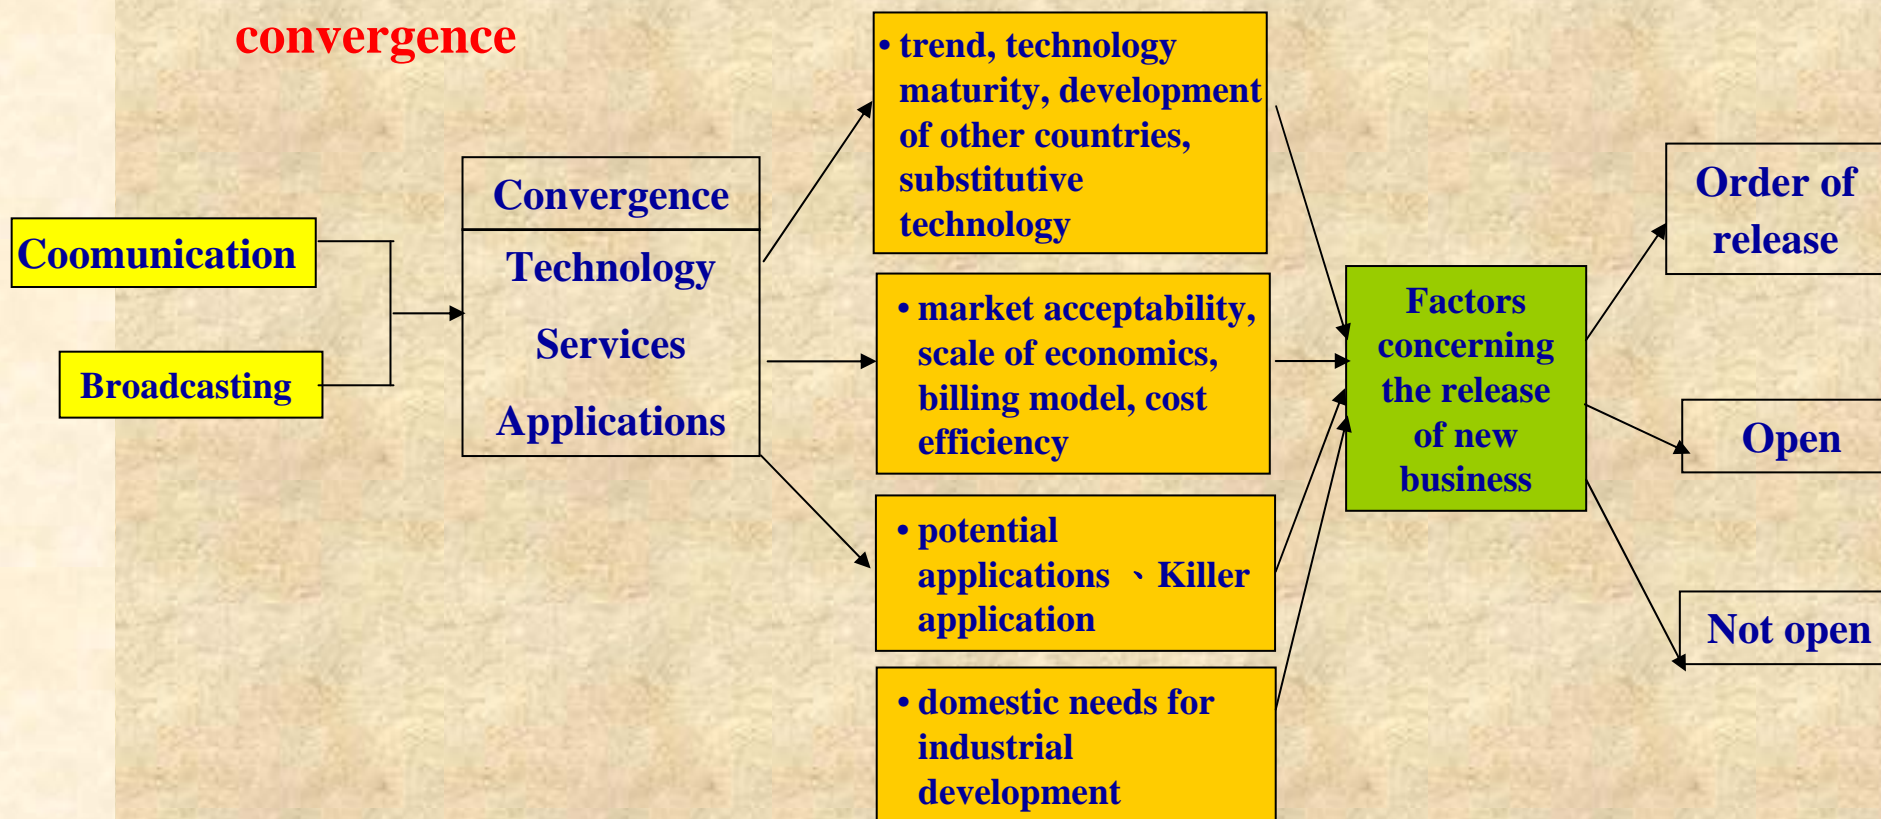 convergence
Coomunication
Broadcasting
Convergence
Technology
Services
Applications
• trend, technology
maturity, development
of other countries,
substitutive
technology
• market acceptability,
scale of economics,
billing model, cost
efficiency
• potential
applications 、Killer
application
• domestic needs for
industrial
development
Factors
concerning
the release
of new
business
Order of
release
Open
Not open